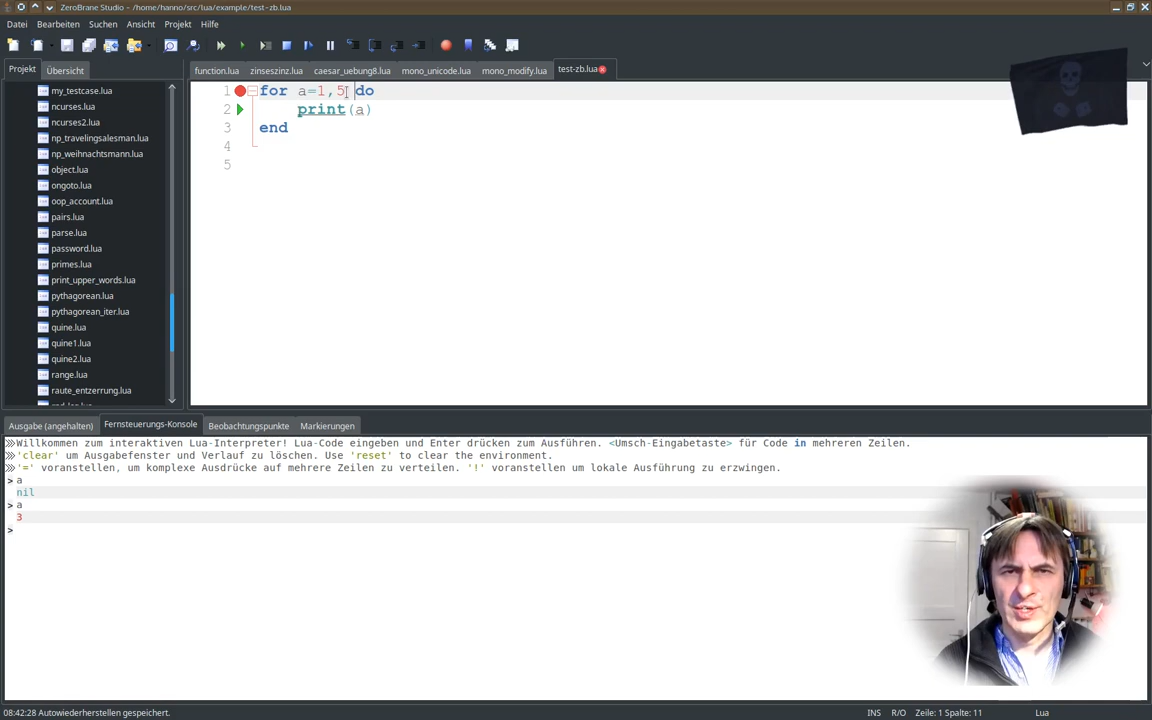 ZeroBrane Studio - /home/hanno/src/lua/example/test-zb.lua
Datei Bearbeiten Suchen Ansicht Projekt Hilfe
Projekt Übersicht
function.lua zinseszinz.lua caesar_uebung8.lua mono_unicode.lua mono_modify.lua test-zb.lua
my_testcase.lua
ncurses.lua
ncurses2.lua
np_travelingsalesman.lua
np_weihnachtsmann.lua
object.lua
ongoto.lua
oop_account.lua
pairs.lua
parse.lua
password.lua
primes.lua
print_upper_words.lua
pythagorean.lua
pythagorean_iter.lua
quine.lua
quine1.lua
quine2.lua
range.lua
raute_entzerrung.lua
1 for a=1,5 do
2 print(a)
3 end
4
5
Ausgabe (angehalten) Fernsteuerungs-Konsole Beobachtungspunkte Markierungen
Willkommen zum interaktiven Lua-Interpreter! Lua-Code eingeben und Enter drücken zum Ausführen. <Umsch-Eingabetaste> für Code in mehreren Zeilen.
'clear' um Ausgabefenster und Verlauf zu löschen. Use 'reset' to clear the environment.
'=' voranstellen, um komplexe Ausdrücke auf mehrere Zeilen zu verteilen. '!' voranstellen um lokale Ausführung zu erzwingen.
> a
nil
> a
3
>
08:42:28 Autowiederherstellen gespeichert.
INS R/O Zeile: 1 Spalte: 11 Lua